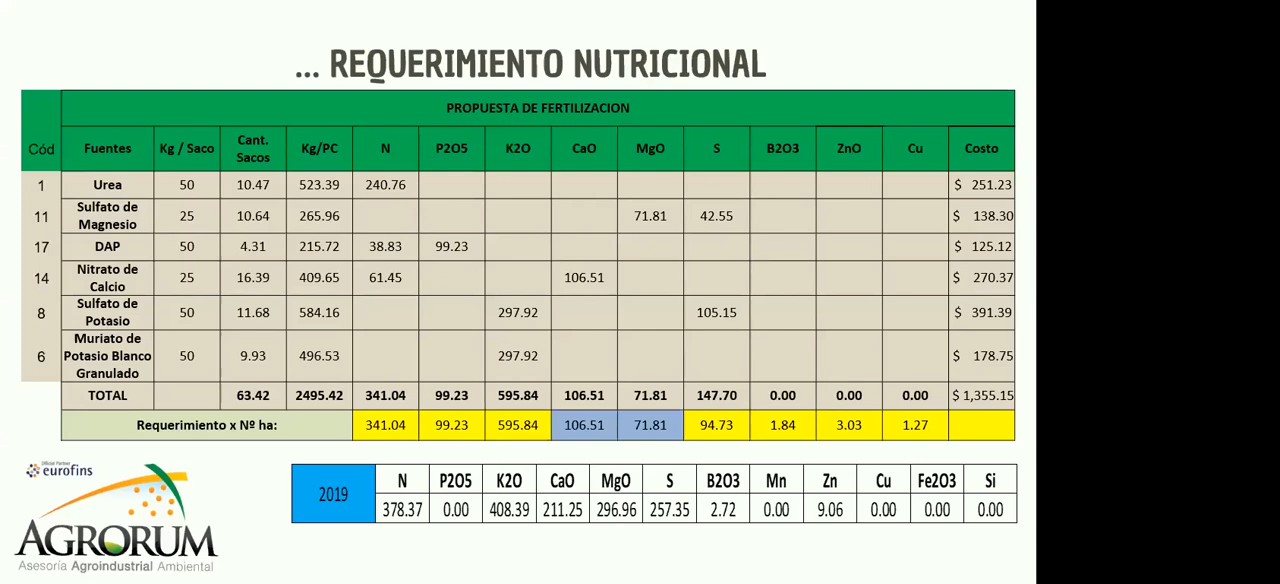 ... REQUERIMIENTO NUTRICIONAL
PROPUESTA DE FERTILIZACION
Cód Fuentes Kg / Saco Cant. Sacos Kg/PC N P2O5 K2O CaO MgO S B2O3 ZnO Cu Costo
1 Urea 50 10.47 523.39 240.76 $ 251.23
11 Sulfato de Magnesio 25 10.64 265.96 71.81 42.55 $ 138.30
17 DAP 50 4.31 215.72 38.83 99.23 $ 125.12
14 Nitrato de Calcio 25 16.39 409.65 61.45 106.51 $ 270.37
8 Sulfato de Potasio 50 11.68 584.16 297.92 105.15 $ 391.39
6 Muriato de Potasio Blanco Granulado 50 9.93 496.53 297.92 $ 178.75
TOTAL 63.42 2495.42 341.04 99.23 595.84 106.51 71.81 147.70 0.00 0.00 0.00 $ 1,355.15
Requerimiento x Nº ha: 341.04 99.23 595.84 106.51 71.81 94.73 1.84 3.03 1.27
2019 N P2O5 K2O CaO MgO S B2O3 Mn Zn Cu Fe2O3 Si
378.37 0.00 408.39 211.25 296.96 257.35 2.72 0.00 9.06 0.00 0.00 0.00
Official Partner
eurofins
AGRORUM
Asesoría Agroindustrial Ambiental